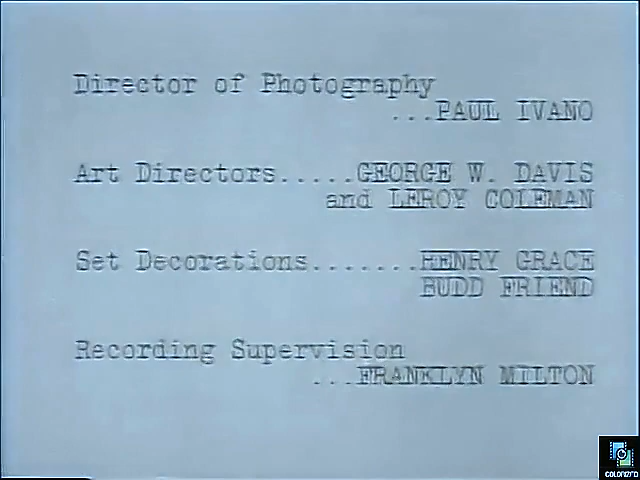 Director of Photography
...PAUL IVANO
Art Directors.....GEORGE W. DAVIS
and LEROY COLEMAN
Set Decorations.......HENRY GRACE
BUDD FRIEND
Recording Supervision
...FRANKLYN MILTON
COLORIZED